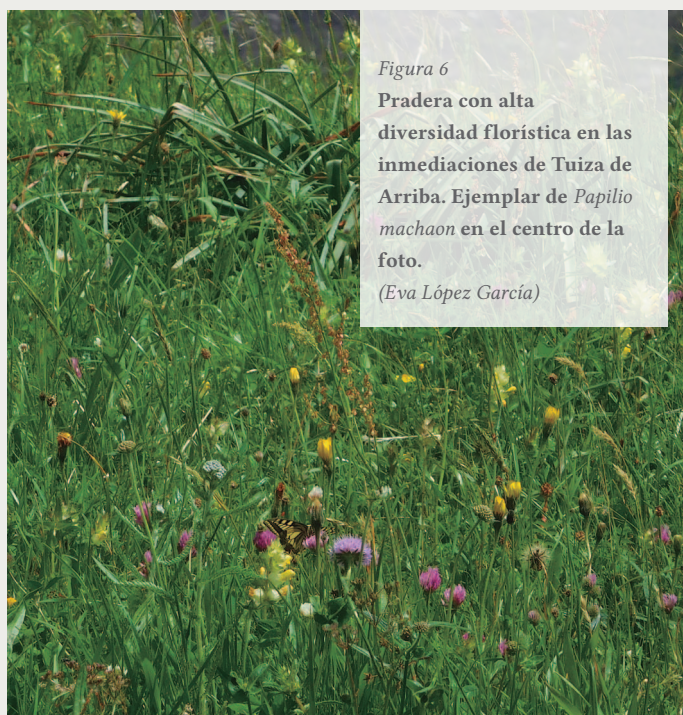 Figura 6
Pradera con alta
diversidad florística en las
inmediaciones de Tuiza de
Arriba. Ejemplar de Papilio
machaon en el centro de la
foto.
(Eva López García)